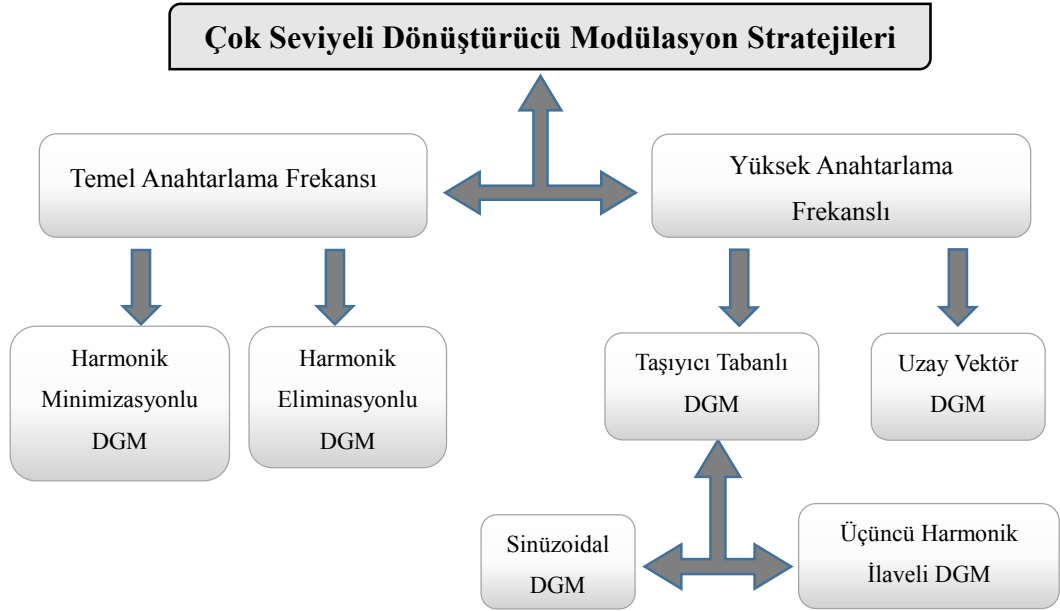 Çok Seviyeli Dönüştürücü Modülasyon Stratejileri
Temel Anahtarlama Frekansı
Yüksek Anahtarlama
Frekanslı
Harmonik
Minimizasyonlu
DGM
Harmonik
Eliminasyonlu
DGM
Taşıyıcı Tabanlı
DGM
Uzay Vektör
DGM
Sinüzoidal
DGM
Üçüncü Harmonik
İlaveli DGM